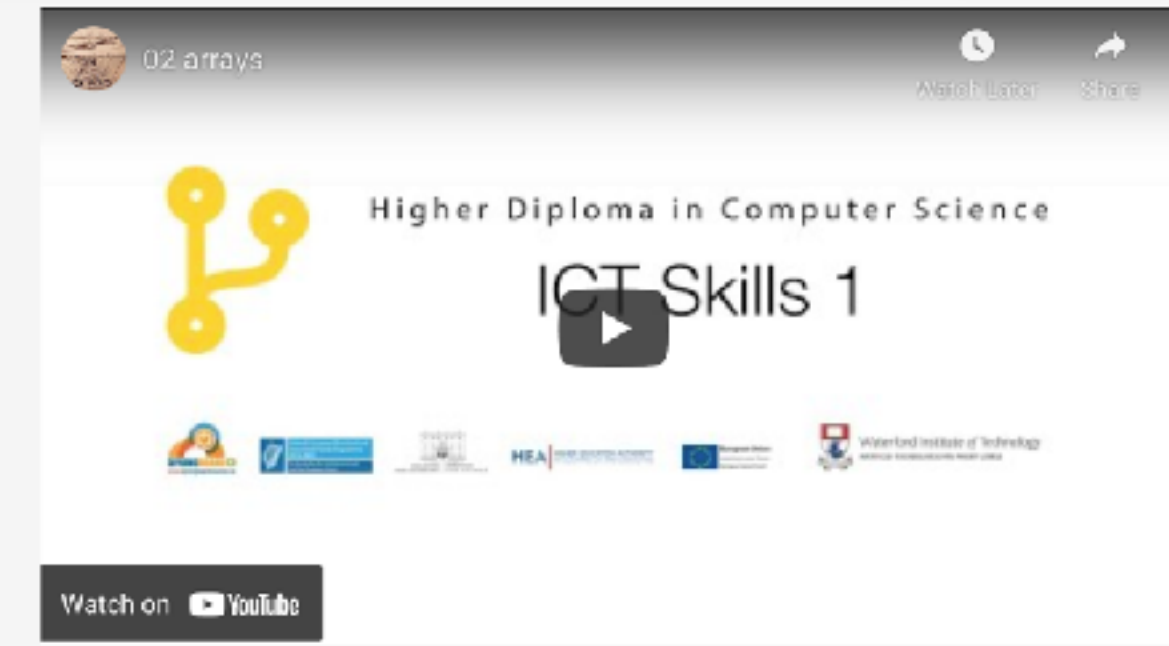 02 arrays
Watch Later
Share
Higher Diploma in Computer Science
ICT Skills 1
HEA
Waterford Institute of Technology
Watch on YouTube